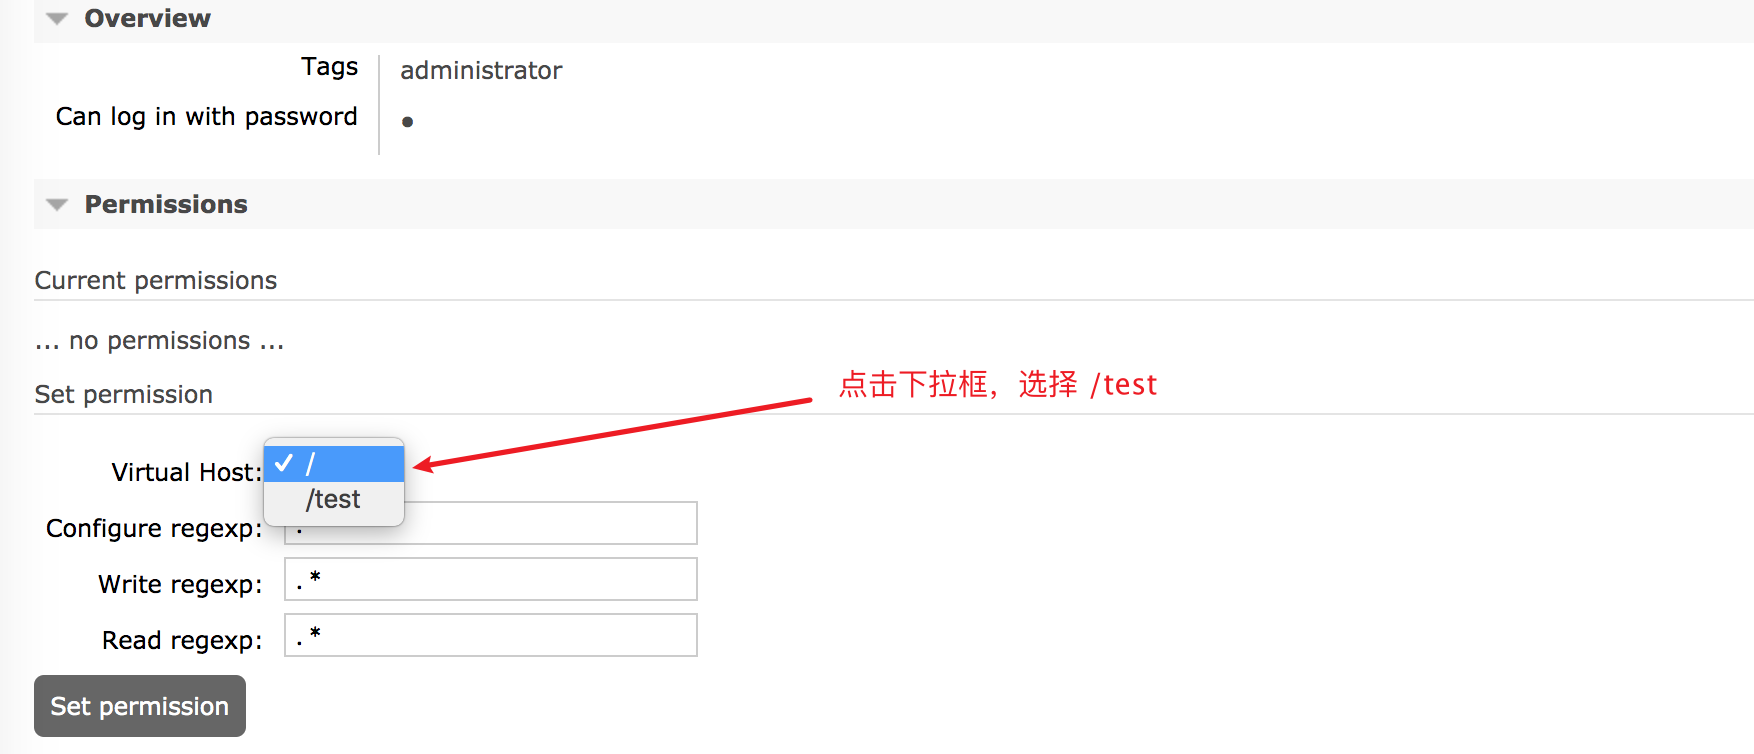 Overview
Tags administrator
Can log in with password ●
Permissions
Current permissions
... no permissions ...
点击下拉框，选择 /test
Set permission
Virtual Host: ✓ /
/test
Configure regexp: .
Write regexp: .*
Read regexp: .*
Set permission